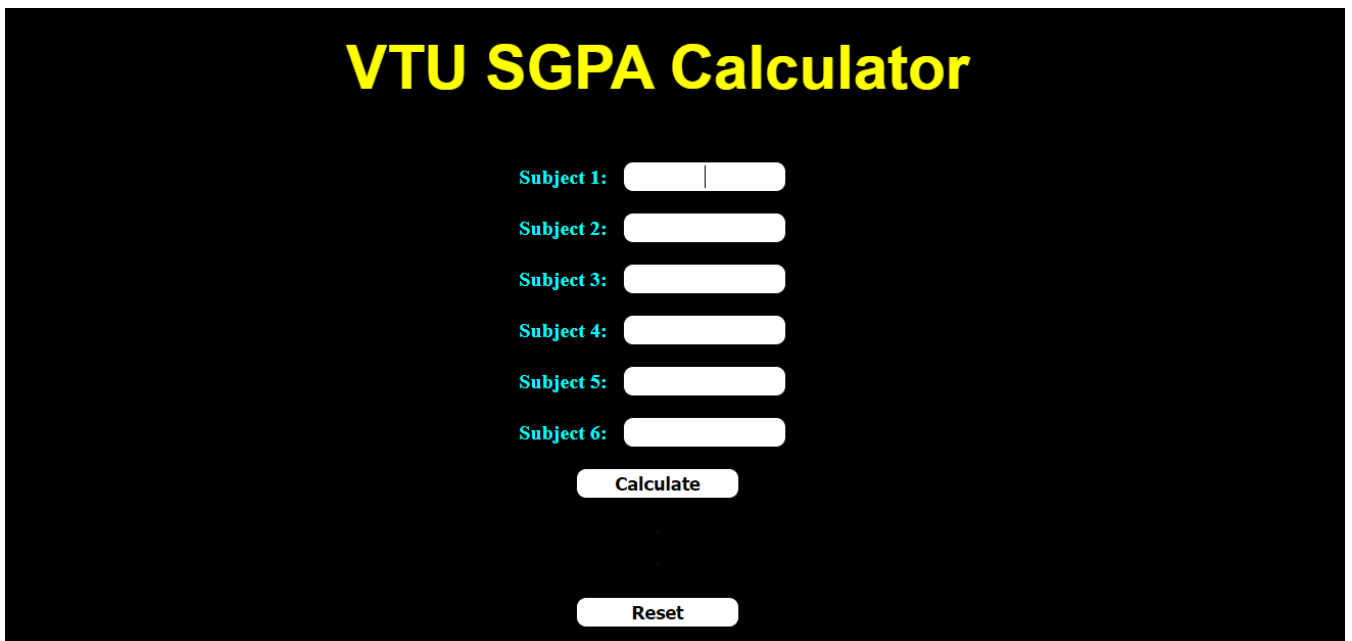 VTU SGPA Calculator
Subject 1:
Subject 2:
Subject 3:
Subject 4:
Subject 5:
Subject 6:
Calculate
Reset